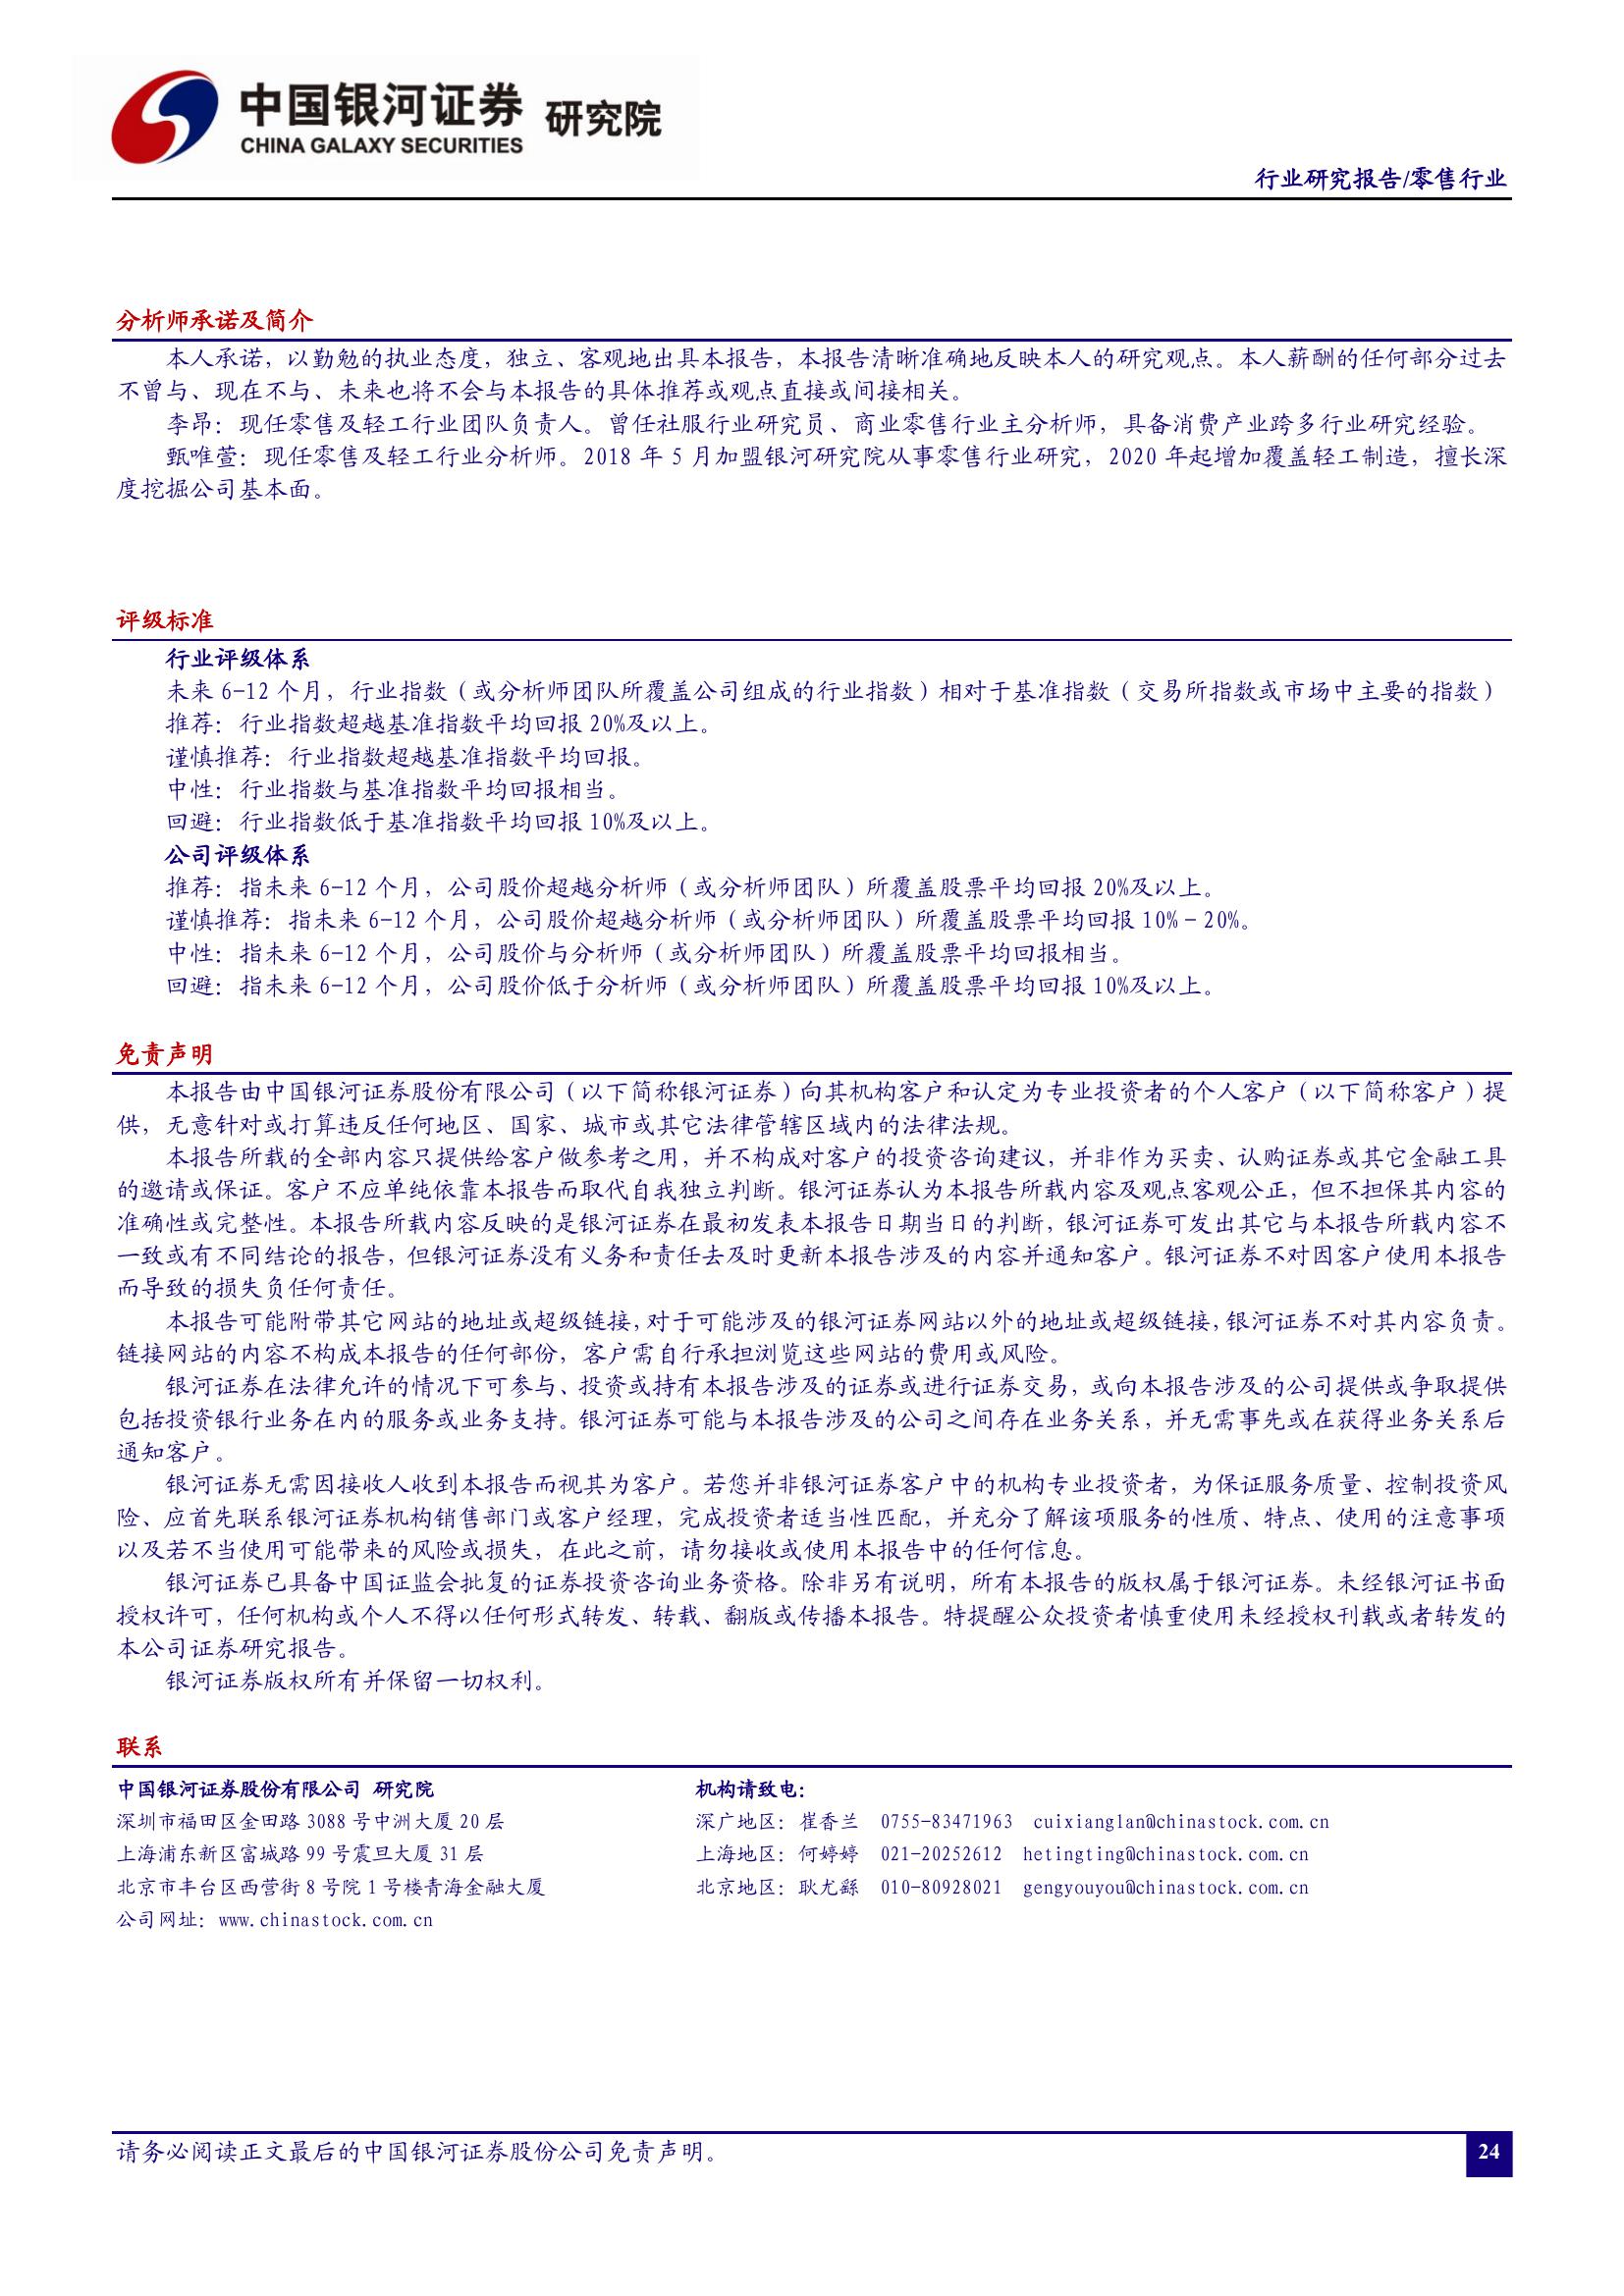 中国银河证券 研究院
CHINA GALAXY SECURITIES
行业研究报告/零售行业
分析师承诺及简介
本人承诺，以勤勉的执业态度，独立、客观地出具本报告，本报告清晰准确地反映本人的研究观点。本人薪酬的任何部分过去
不曾与、现在不与、未来也将不会与本报告的具体推荐或观点直接或间接相关。
李昂：现任零售及轻工行业团队负责人。曾任社服行业研究员、商业零售行业主分析师，具备消费产业跨多行业研究经验。
甄唯萱：现任零售及轻工行业分析师。2018 年 5 月加盟银河研究院从事零售行业研究，2020 年起增加覆盖轻工制造，擅长深
度挖掘公司基本面。
评级标准
行业评级体系
未来 6-12 个月，行业指数（或分析师团队所覆盖公司组成的行业指数）相对于基准指数（交易所指数或市场中主要的指数）
推荐：行业指数超越基准指数平均回报 20%及以上。
谨慎推荐：行业指数超越基准指数平均回报。
中性：行业指数与基准指数平均回报相当。
回避：行业指数低于基准指数平均回报 10%及以上。
公司评级体系
推荐：指未来 6-12 个月，公司股价超越分析师（或分析师团队）所覆盖股票平均回报 20%及以上。
谨慎推荐：指未来 6-12 个月，公司股价超越分析师（或分析师团队）所覆盖股票平均回报 10%-20%。
中性：指未来 6-12 个月，公司股价与分析师（或分析师团队）所覆盖股票平均回报相当。
回避：指未来 6-12 个月，公司股价低于分析师（或分析师团队）所覆盖股票平均回报 10%及以上。
免责声明
本报告由中国银河证券股份有限公司（以下简称银河证券）向其机构客户和认定为专业投资者的个人客户（以下简称客户）提
供，无意针对或打算违反任何地区、国家、城市或其它法律管辖区域内的法律法规。
本报告所载的全部内容只提供给客户做参考之用，并不构成对客户的投资咨询建议，并非作为买卖、认购证券或其它金融工具
的邀请或保证。客户不应单纯依靠本报告而取代自我独立判断。银河证券认为本报告所载内容及观点客观公正，但不担保其内容的
准确性或完整性。本报告所载内容反映的是银河证券在最初发表本报告日期当日的判断，银河证券可发出其它与本报告所载内容不
一致或有不同结论的报告，但银河证券没有义务和责任去及时更新本报告涉及的内容并通知客户。银河证券不对因客户使用本报告
而导致的损失负任何责任。
本报告可能附带其它网站的地址或超级链接，对于可能涉及的银河证券网站以外的地址或超级链接，银河证券不对其内容负责。
链接网站的内容不构成本报告的任何部份，客户需自行承担浏览这些网站的费用或风险。
银河证券在法律允许的情况下可参与、投资或持有本报告涉及的证券或进行证券交易，或向本报告涉及的公司提供或争取提供
包括投资银行业务在内的服务或业务支持。银河证券可能与本报告涉及的公司之间存在业务关系，并无需事先或在获得业务关系后
通知客户。
银河证券无需因接收人收到本报告而视其为客户。若您并非银河证券客户中的机构专业投资者，为保证服务质量、控制投资风
险、应首先联系银河证券机构销售部门或客户经理，完成投资者适当性匹配，并充分了解该项服务的性质、特点、使用的注意事项
以及若不当使用可能带来的风险或损失，在此之前，请勿接收或使用本报告中的任何信息。
银河证券已具备中国证监会批复的证券投资咨询业务资格。除非另有说明，所有本报告的版权属于银河证券。未经银河证书面
授权许可，任何机构或个人不得以任何形式转发、转载、翻版或传播本报告。特提醒公众投资者慎重使用未经授权刊载或者转发的
本公司证券研究报告。
银河证券版权所有并保留一切权利。
联系
中国银河证券股份有限公司 研究院
深圳市福田区金田路 3088 号中洲大厦 20 层
上海浦东新区富城路 99 号震旦大厦 31 层
北京市丰台区西营街 8 号院 1 号楼青海金融大厦
公司网址：www.chinastock.com.cn
机构请致电：
深广地区：崔香兰 0755-83471963 cuixianglan@chinastock.com.cn
上海地区：何婷婷 021-20252612 hetingting@chinastock.com.cn
北京地区：耿尤繇 010-80928021 gengyouyou@chinastock.com.cn
请务必阅读正文最后的中国银河证券股份公司免责声明。
24